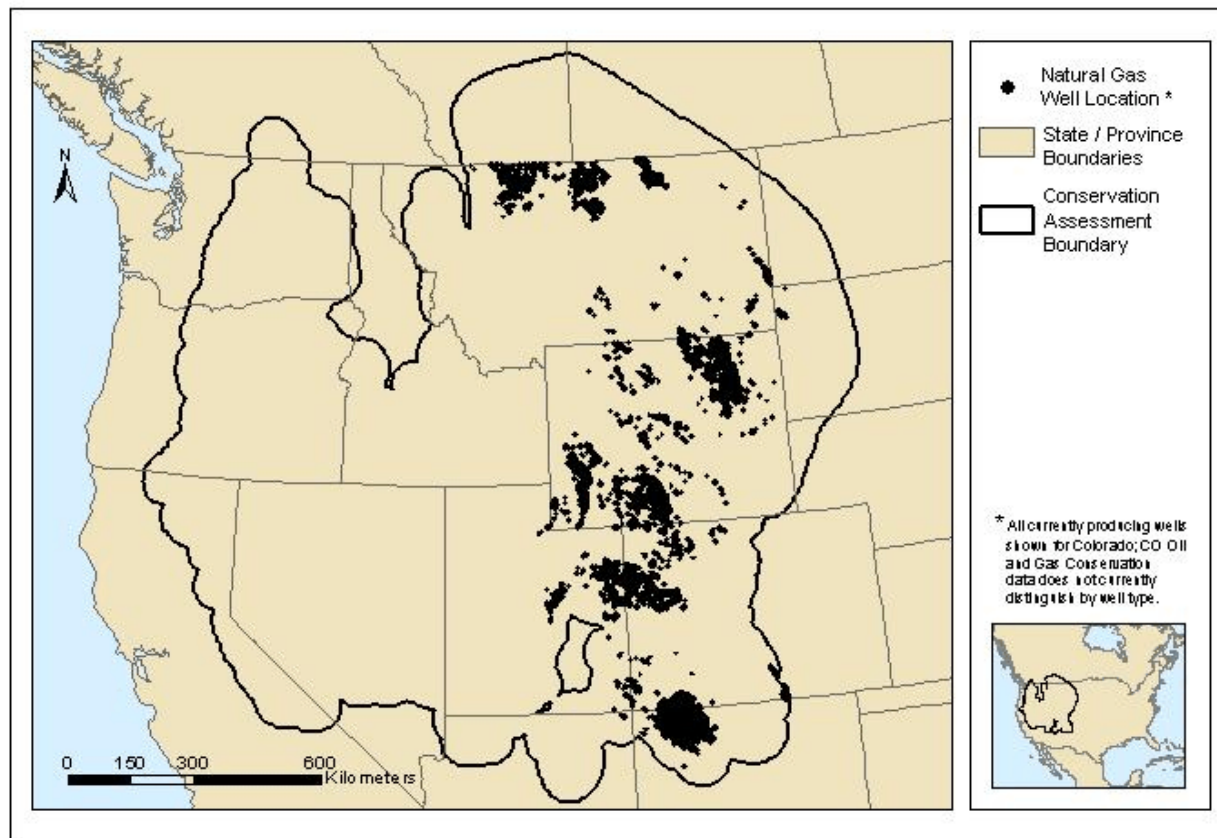 N
0 150 300 600
Kilometers
Natural Gas
Well Location *
State / Province
Boundaries
Conservation
Assessment
Boundary
* All currently producing wells
shown for Colorado; CO Oil
and Gas Conservation
data does not currently
distinguish by well type.